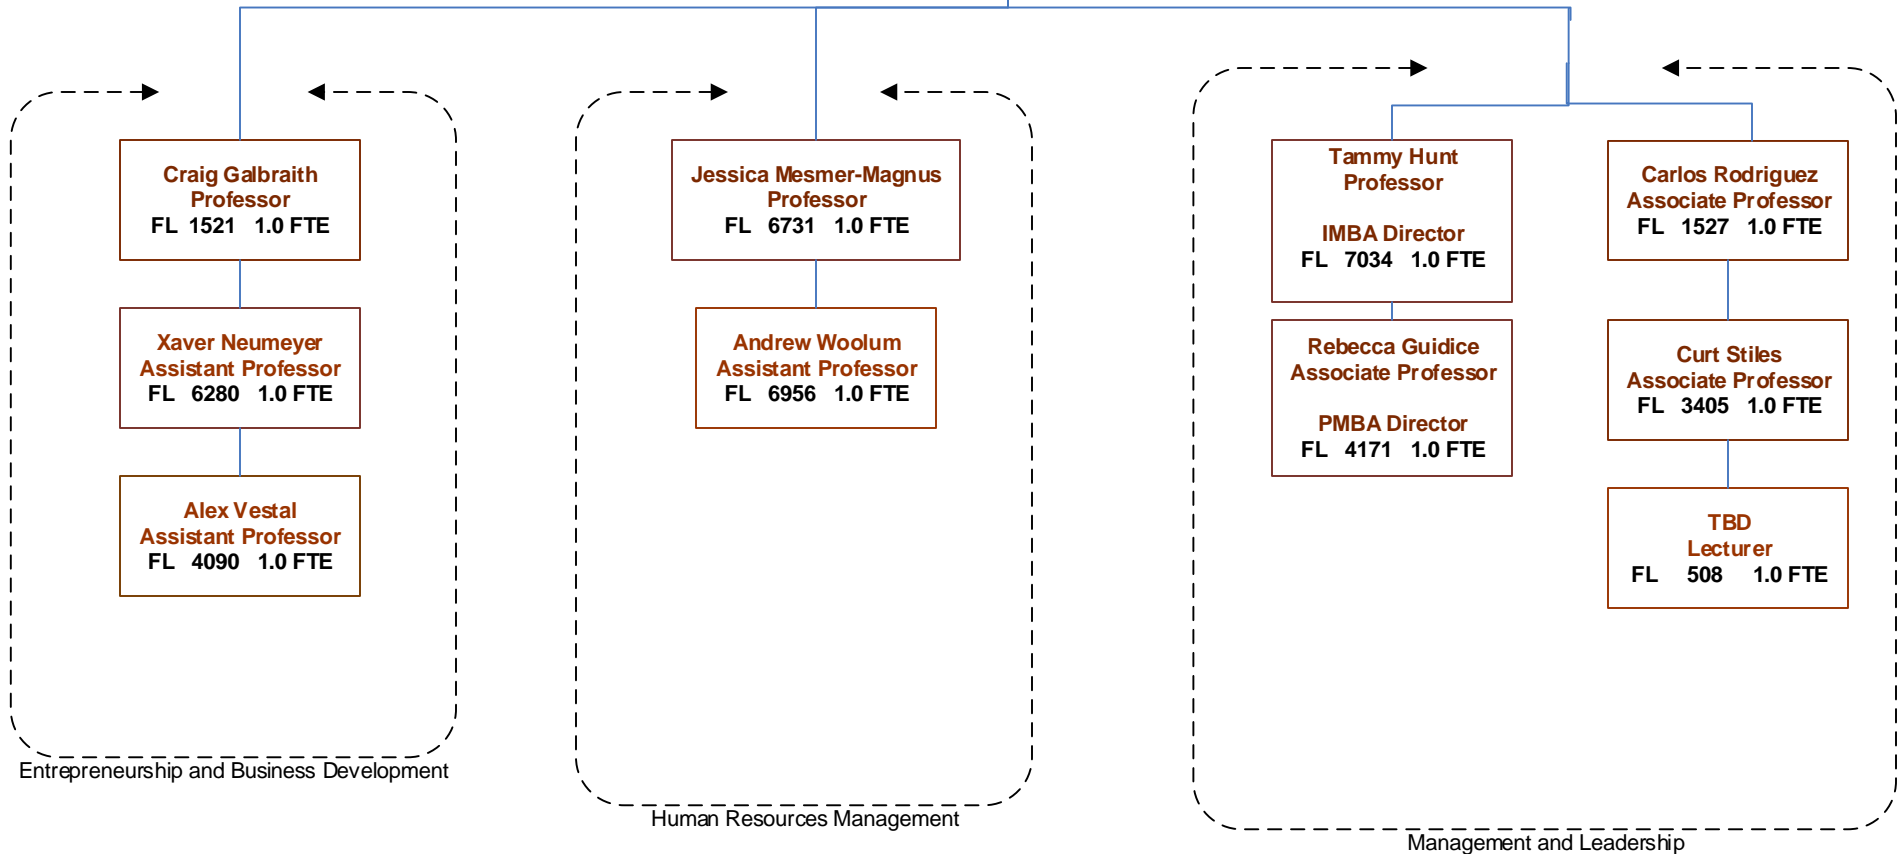 Craig Galbraith
Professor
FL 1521 1.0 FTE
Xaver Neumeyer
Assistant Professor
FL 6280 1.0 FTE
Alex Vestal
Assistant Professor
FL 4090 1.0 FTE
Entrepreneurship and Business Development
Jessica Mesmer-Magnus
Professor
FL 6731 1.0 FTE
Andrew Woolum
Assistant Professor
FL 6956 1.0 FTE
Human Resources Management
Tammy Hunt
Professor
IMBA Director
FL 7034 1.0 FTE
Rebecca Guidice
Associate Professor
PMBA Director
FL 4171 1.0 FTE
Carlos Rodriguez
Associate Professor
FL 1527 1.0 FTE
Curt Stiles
Associate Professor
FL 3405 1.0 FTE
TBD
Lecturer
FL 508 1.0 FTE
Management and Leadership